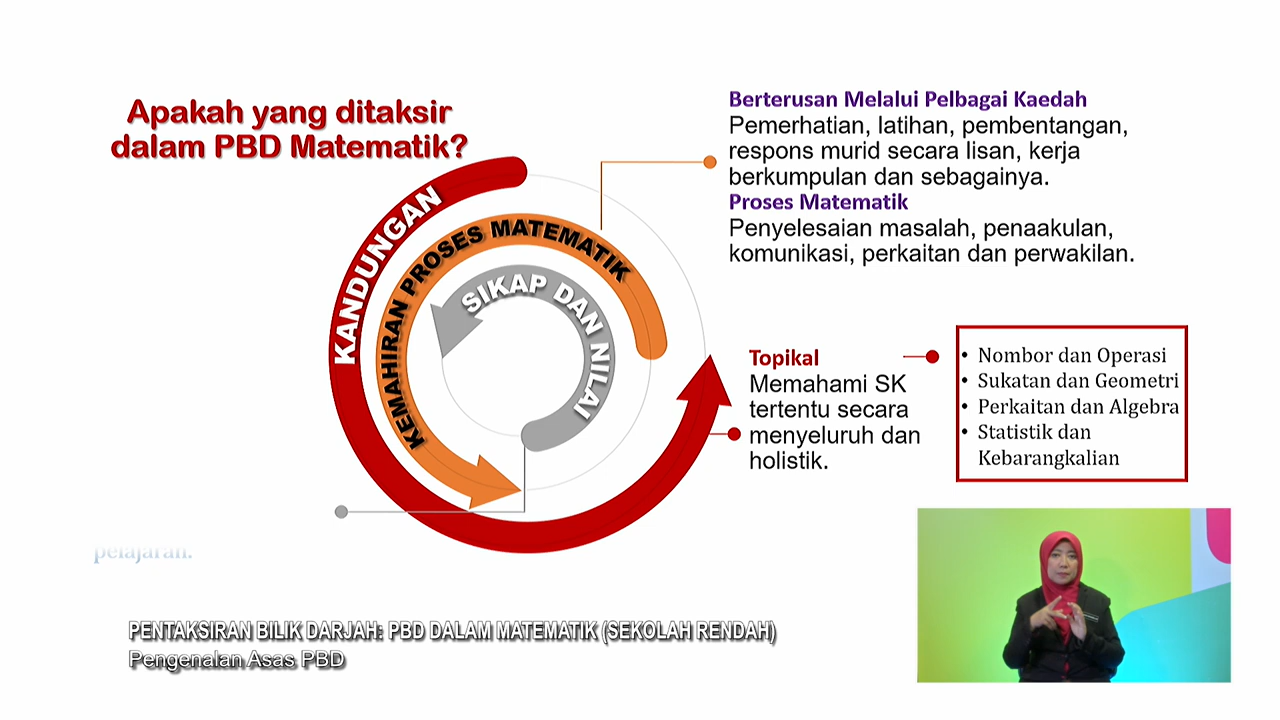 Apakah yang ditaksir
dalam PBD Matematik?
KANDUNGAN
KEMAHIRAN PROSES MATEMATIK
SIKAP DAN NILAI
Berterusan Melalui Pelbagai Kaedah
Pemerhatian, latihan, pembentangan,
respons murid secara lisan, kerja
berkumpulan dan sebagainya.
Proses Matematik
Penyelesaian masalah, penaakulan,
komunikasi, perkaitan dan perwakilan.
Topikal
Memahami SK
tertentu secara
menyeluruh dan
holistik.
• Nombor dan Operasi
• Sukatan dan Geometri
• Perkaitan dan Algebra
• Statistik dan
Kebarangkalian
pelajaran.
PENTAKSIRAN BILIK DARJAH: PBD DALAM MATEMATIK (SEKOLAH RENDAH)
Pengenalan Asas PBD